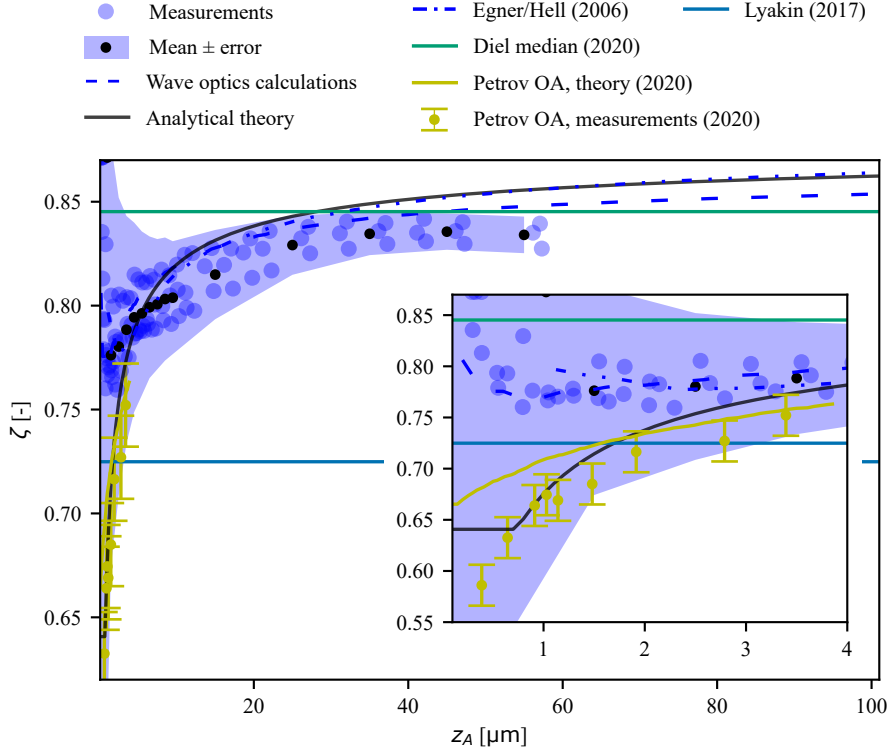 Measurements
Mean ± error
Wave optics calculations
Analytical theory
Egner/Hell (2006)
Diel median (2020)
Petrov OA, theory (2020)
Petrov OA, measurements (2020)
Lyakin (2017)
0.85
0.80
0.75
0.70
0.65
ζ [-]
0.85
0.80
0.75
0.70
0.65
0.60
0.55
1 2 3 4
20 40 60 80 100
z_A [µm]